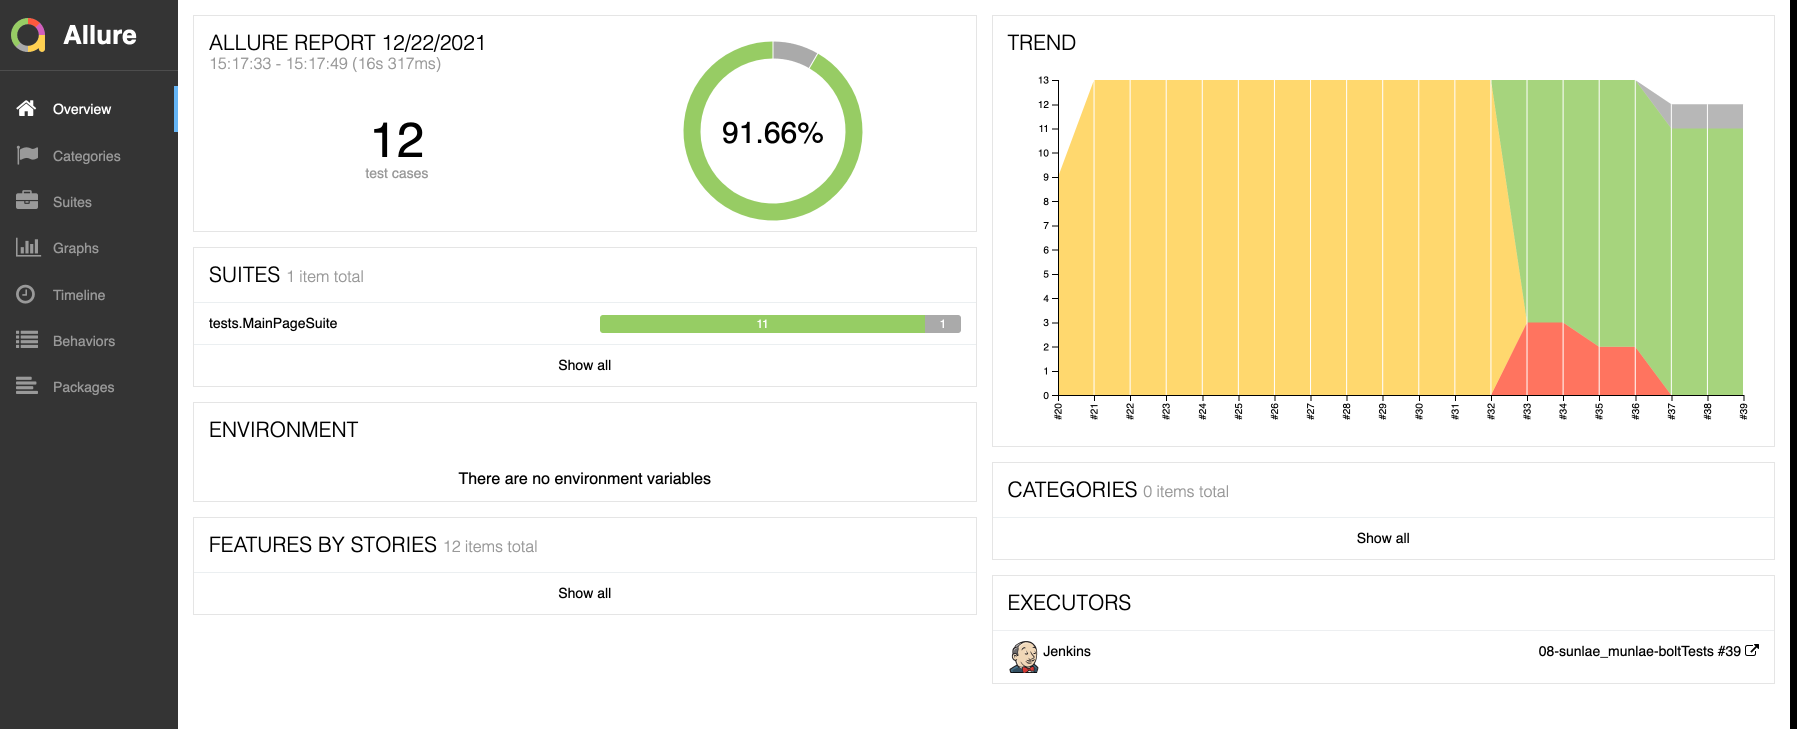 Allure
Overview
Categories
Suites
Graphs
Timeline
Behaviors
Packages
ALLURE REPORT 12/22/2021
15:17:33 - 15:17:49 (16s 317ms)
12
test cases
91.66%
SUITES 1 item total
tests.MainPageSuite 11 1
Show all
ENVIRONMENT
There are no environment variables
FEATURES BY STORIES 12 items total
Show all
TREND
13
12
11
10
9
8
7
6
5
4
3
2
1
0
#20 #21 #22 #23 #24 #25 #26 #27 #28 #29 #30 #31 #32 #33 #34 #35 #36 #37 #38 #39
CATEGORIES 0 items total
Show all
EXECUTORS
Jenkins 08-sunlae_munlae-boltTests #39